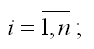 i = \overline{1,n} ;